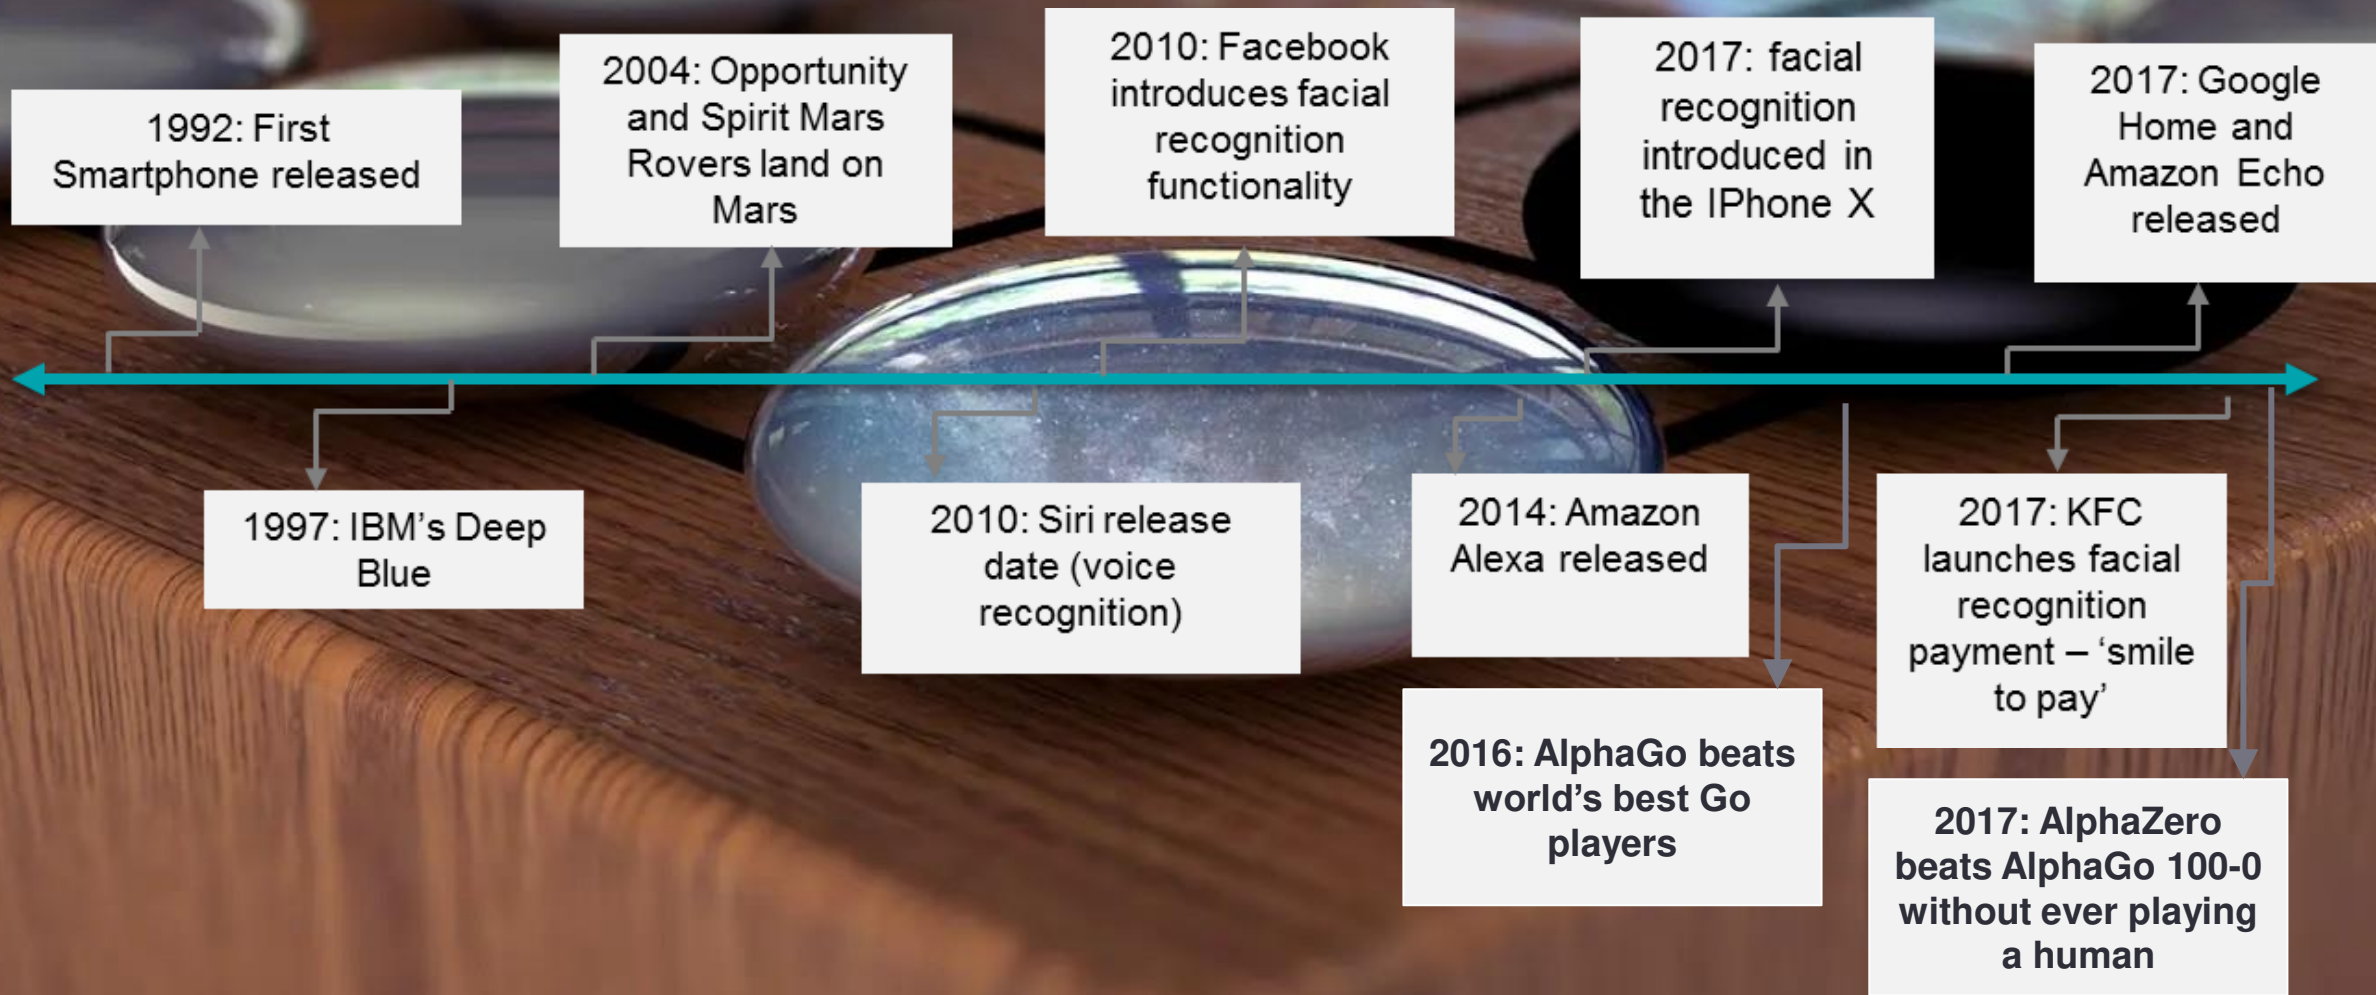 1992: First
Smartphone released
2004: Opportunity
and Spirit Mars
Rovers land on
Mars
2010: Facebook
introduces facial
recognition
functionality
2017: facial
recognition
introduced in
the IPhone X
2017: Google
Home and
Amazon Echo
released
1997: IBM’s Deep
Blue
2010: Siri release
date (voice
recognition)
2014: Amazon
Alexa released
2016: AlphaGo beats
world’s best Go
players
2017: KFC
launches facial
recognition
payment – ‘smile
to pay’
2017: AlphaZero
beats AlphaGo 100-0
without ever playing
a human